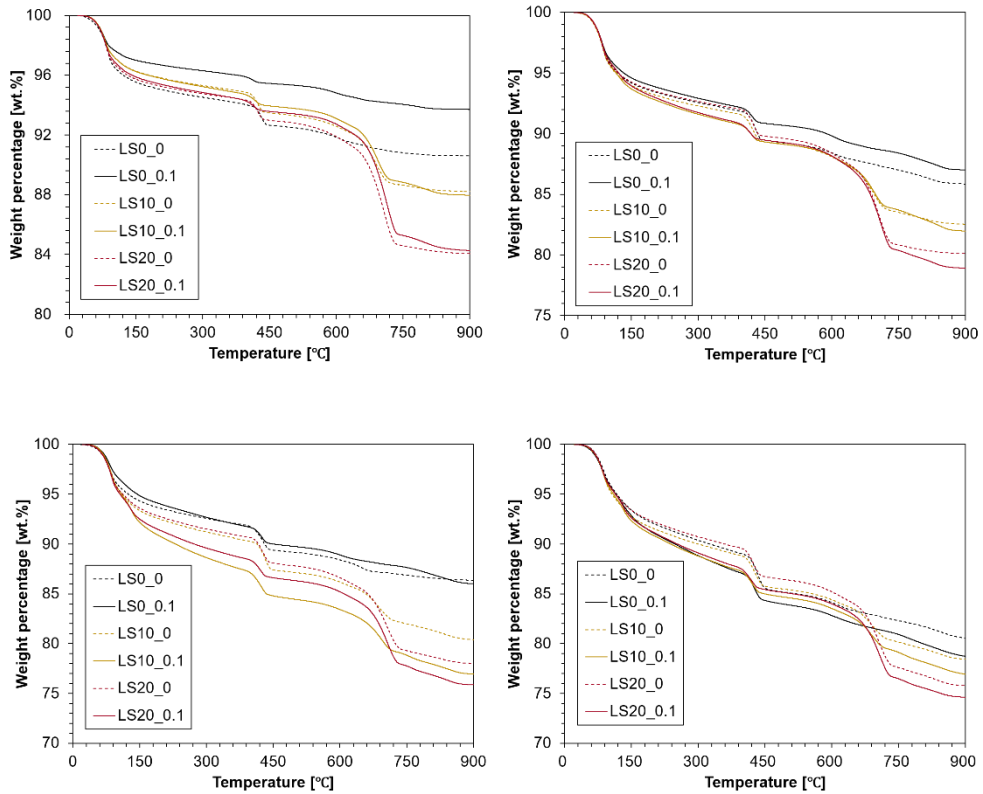 100
96
92
88
84
80
Weight percentage [wt.%]
LS0_0
LS0_0.1
LS10_0
LS10_0.1
LS20_0
LS20_0.1
0 150 300 450 600 750 900
Temperature [℃]
100
95
90
85
80
75
Weight percentage [wt.%]
LS0_0
LS0_0.1
LS10_0
LS10_0.1
LS20_0
LS20_0.1
0 150 300 450 600 750 900
Temperature [℃]
100
95
90
85
80
75
70
Weight percentage [wt.%]
LS0_0
LS0_0.1
LS10_0
LS10_0.1
LS20_0
LS20_0.1
0 150 300 450 600 750 900
Temperature [℃]
100
95
90
85
80
75
70
Weight percentage [wt.%]
LS0_0
LS0_0.1
LS10_0
LS10_0.1
LS20_0
LS20_0.1
0 150 300 450 600 750 900
Temperature [℃]